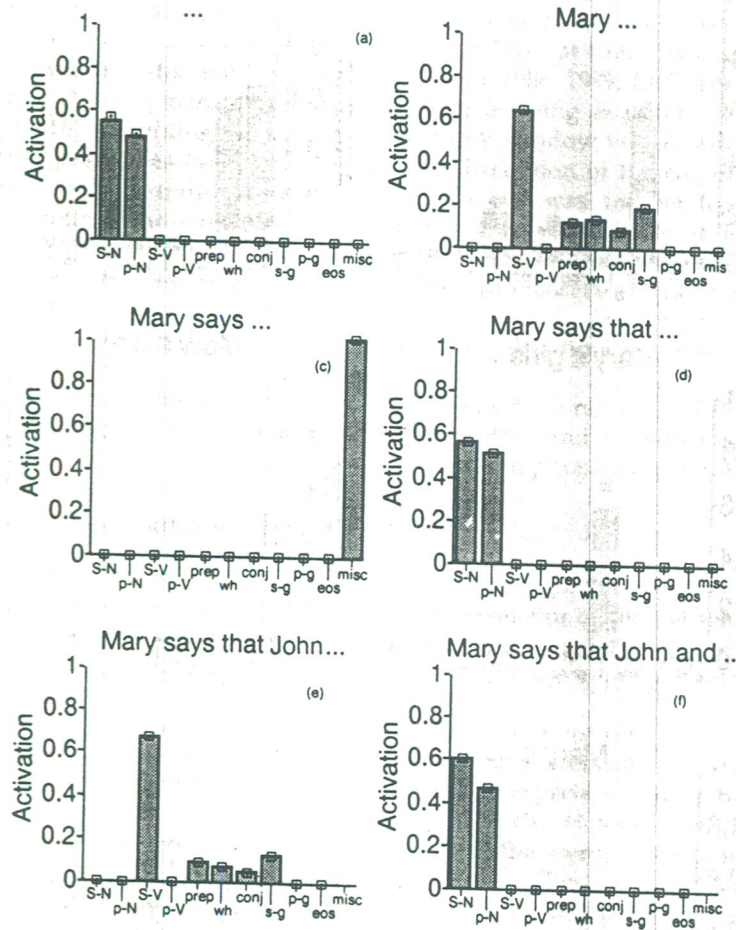 ...
(a)
Activation
1
0.8
0.6
0.4
0.2
0
S-N p-N S-V p-V prep wh conj s-g p-g eos misc
Mary ...
Activation
1
0.8
0.6
0.4
0.2
0
S-N p-N S-V p-V prep wh conj s-g p-g eos mis
Mary says ...
(c)
Activation
1
0.8
0.6
0.4
0.2
0
S-N p-N S-V p-V prep wh conj s-g p-g eos misc
Mary says that ...
(d)
Activation
1
0.8
0.6
0.4
0.2
0
S-N p-N S-V p-V prep wh conj s-g p-g eos misc
Mary says that John...
(e)
Activation
1
0.8
0.6
0.4
0.2
0
S-N p-N S-V p-V prep wh conj s-g p-g eos misc
Mary says that John and ..
(f)
Activation
1
0.8
0.6
0.4
0.2
0
S-N p-N S-V p-V prep wh conj s-g p-g eos misc